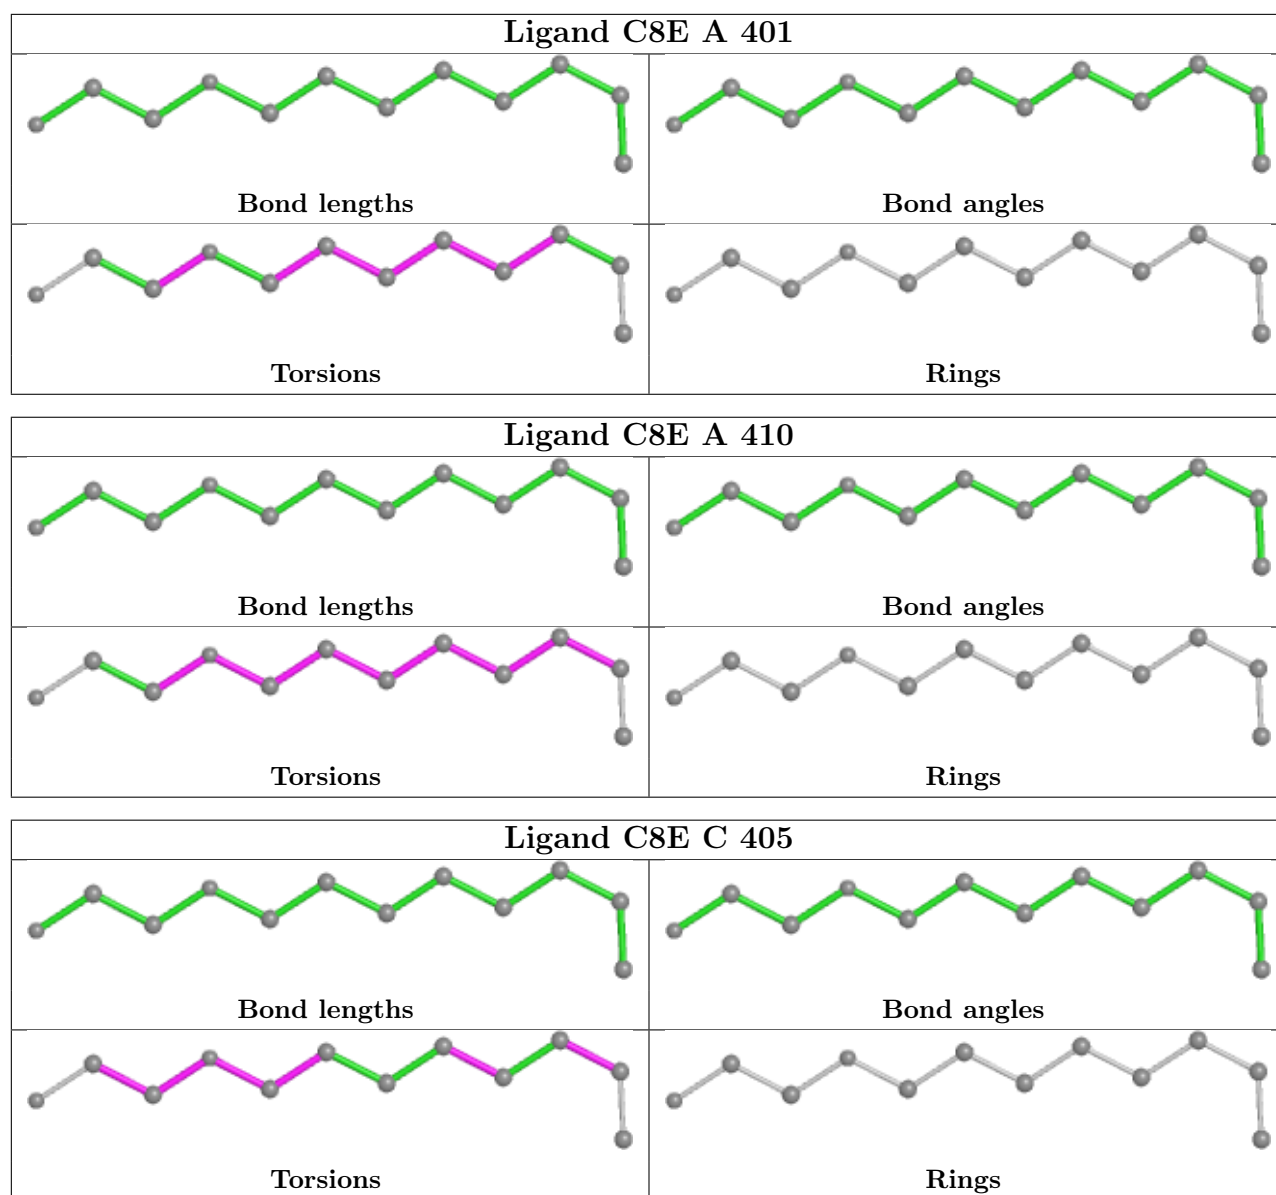 Ligand C8E A 401
Bond lengths
Bond angles
Torsions
Rings
Ligand C8E A 410
Bond lengths
Bond angles
Torsions
Rings
Ligand C8E C 405
Bond lengths
Bond angles
Torsions
Rings